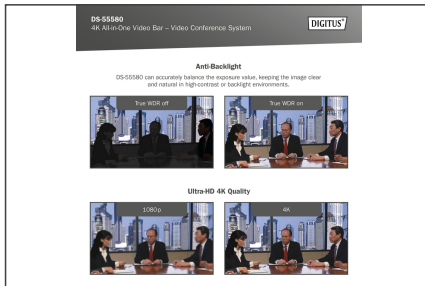 DS-55580
4K All-in-One Video Bar – Video Conference System
DIGITUS®
Anti-Backlight
DS-55580 can accurately balance the exposure value, keeping the image clear
and natural in high-contrast or backlight environments.
True WDR off
True WDR on
Ultra-HD 4K Quality
1080p
4K